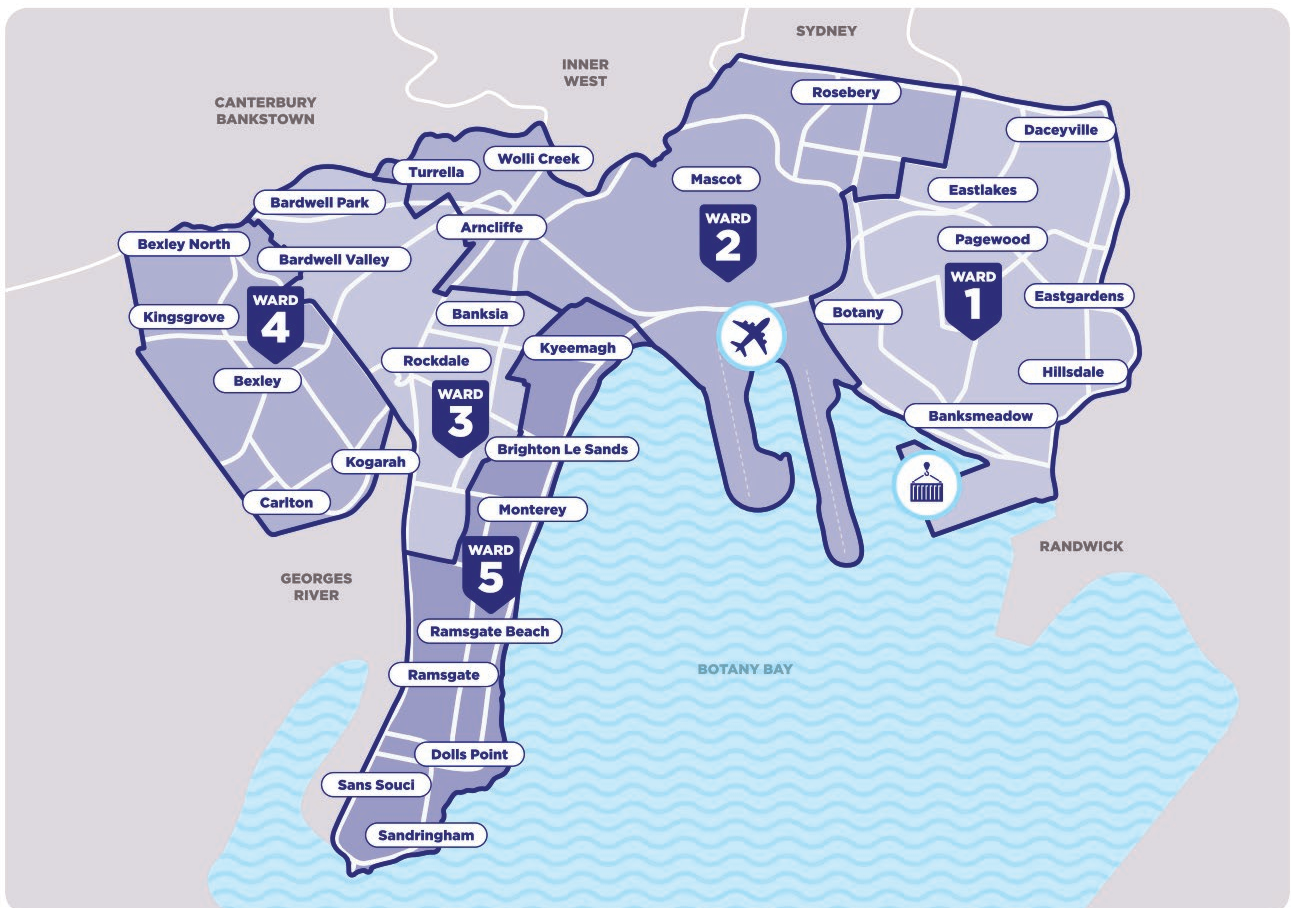 SYDNEY
INNER
WEST
CANTERBURY
BANKSTOWN
Rosebery
Daceyville
Wolli Creek
Turrella
Mascot
Eastlakes
Bardwell Park
WARD
2
Arncliffe
Pagewood
Bexley North
Bardwell Valley
WARD
1
Eastgardens
WARD
4
Kingsgrove
Banksia
Botany
Kyeemagh
Rockdale
Hillsdale
Bexley
WARD
3
Banksmeadow
Brighton Le Sands
Kogarah
Carlton
Monterey
RANDWICK
WARD
5
GEORGES
RIVER
Ramsgate Beach
BOTANY BAY
Ramsgate
Dolls Point
Sans Souci
Sandringham